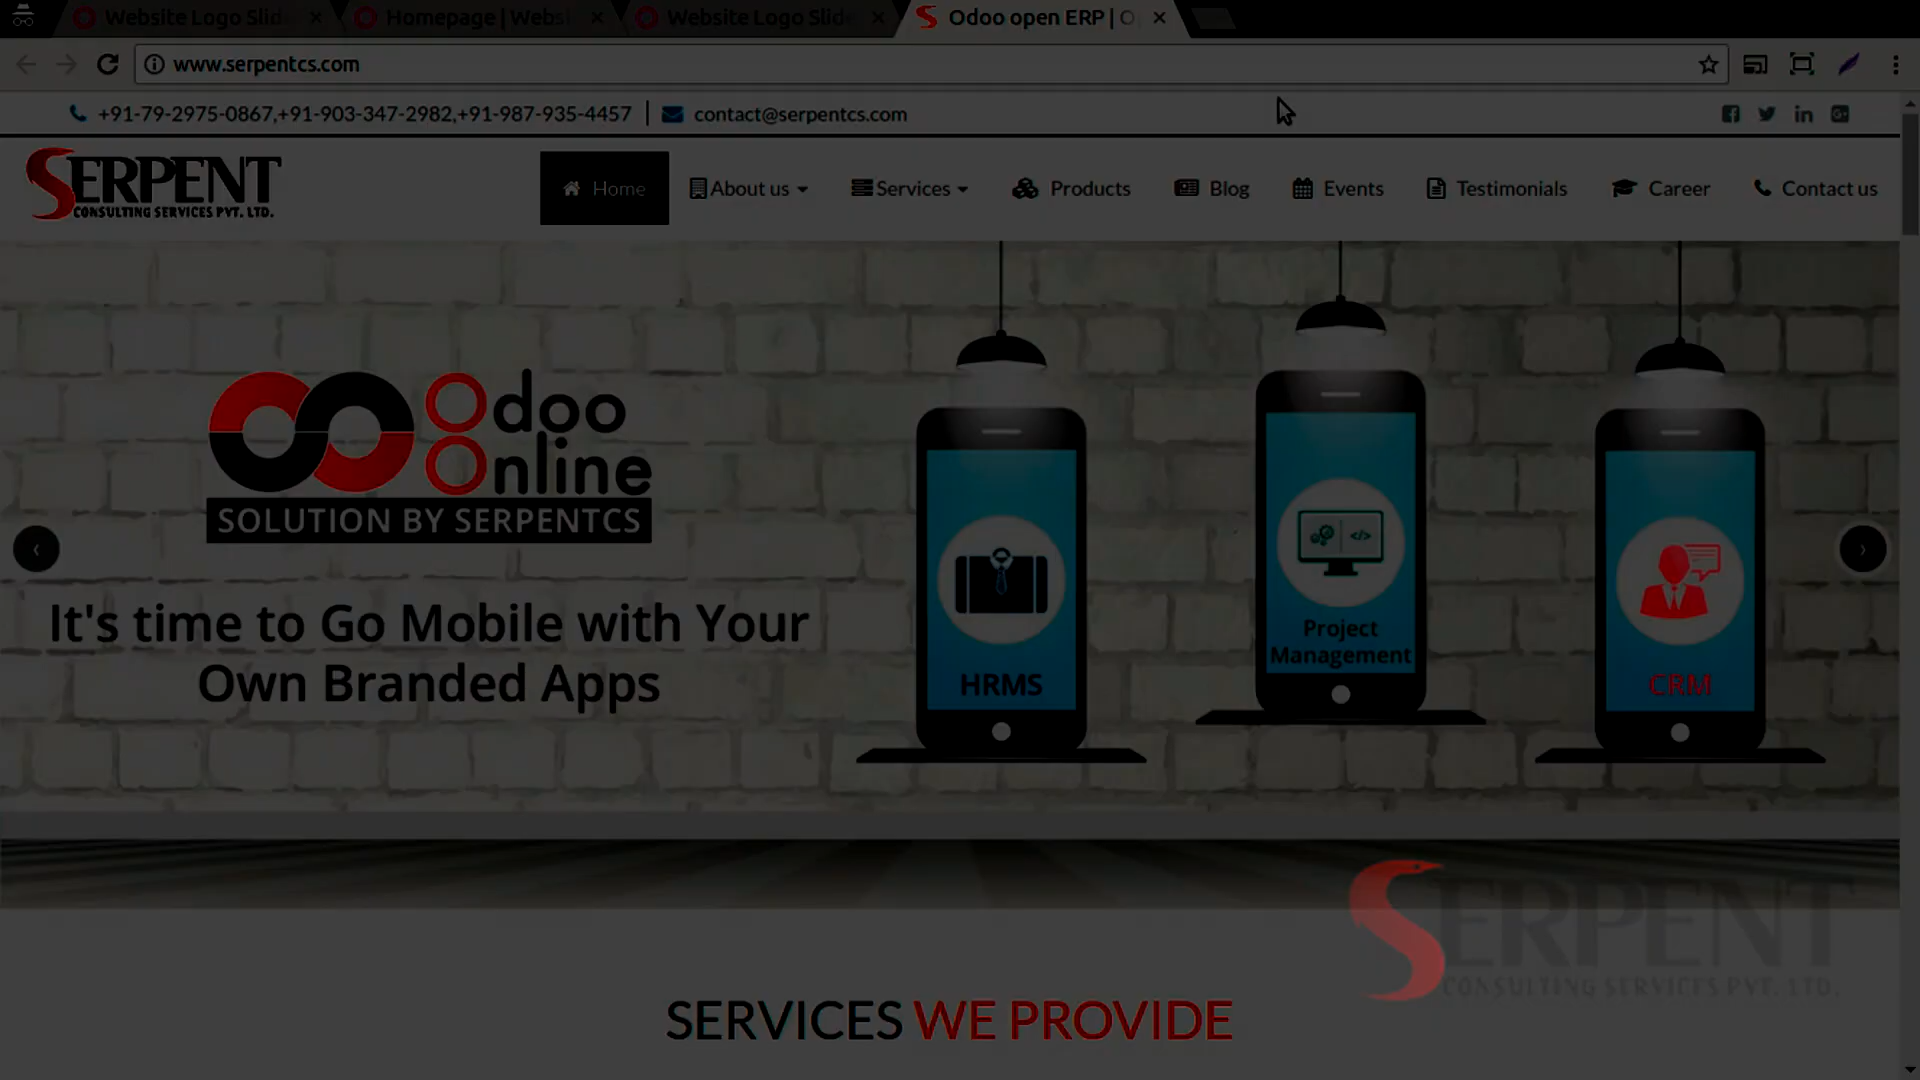 Website Logo Slid
Homepage | Websi
Website Logo Slide
Odoo open ERP | O
www.serpentcs.com
+91-79-2975-0867,+91-903-347-2982,+91-987-935-4457
contact@serpentcs.com
SERPENT
CONSULTING SERVICES PVT. LTD.
Home
About us
Services
Products
Blog
Events
Testimonials
Career
Contact us
Odoo
Online
SOLUTION BY SERPENTCS
It's time to Go Mobile with Your
Own Branded Apps
HRMS
Project
Management
CRM
SERPENT
CONSULTING SERVICES PVT. LTD.
SERVICES WE PROVIDE